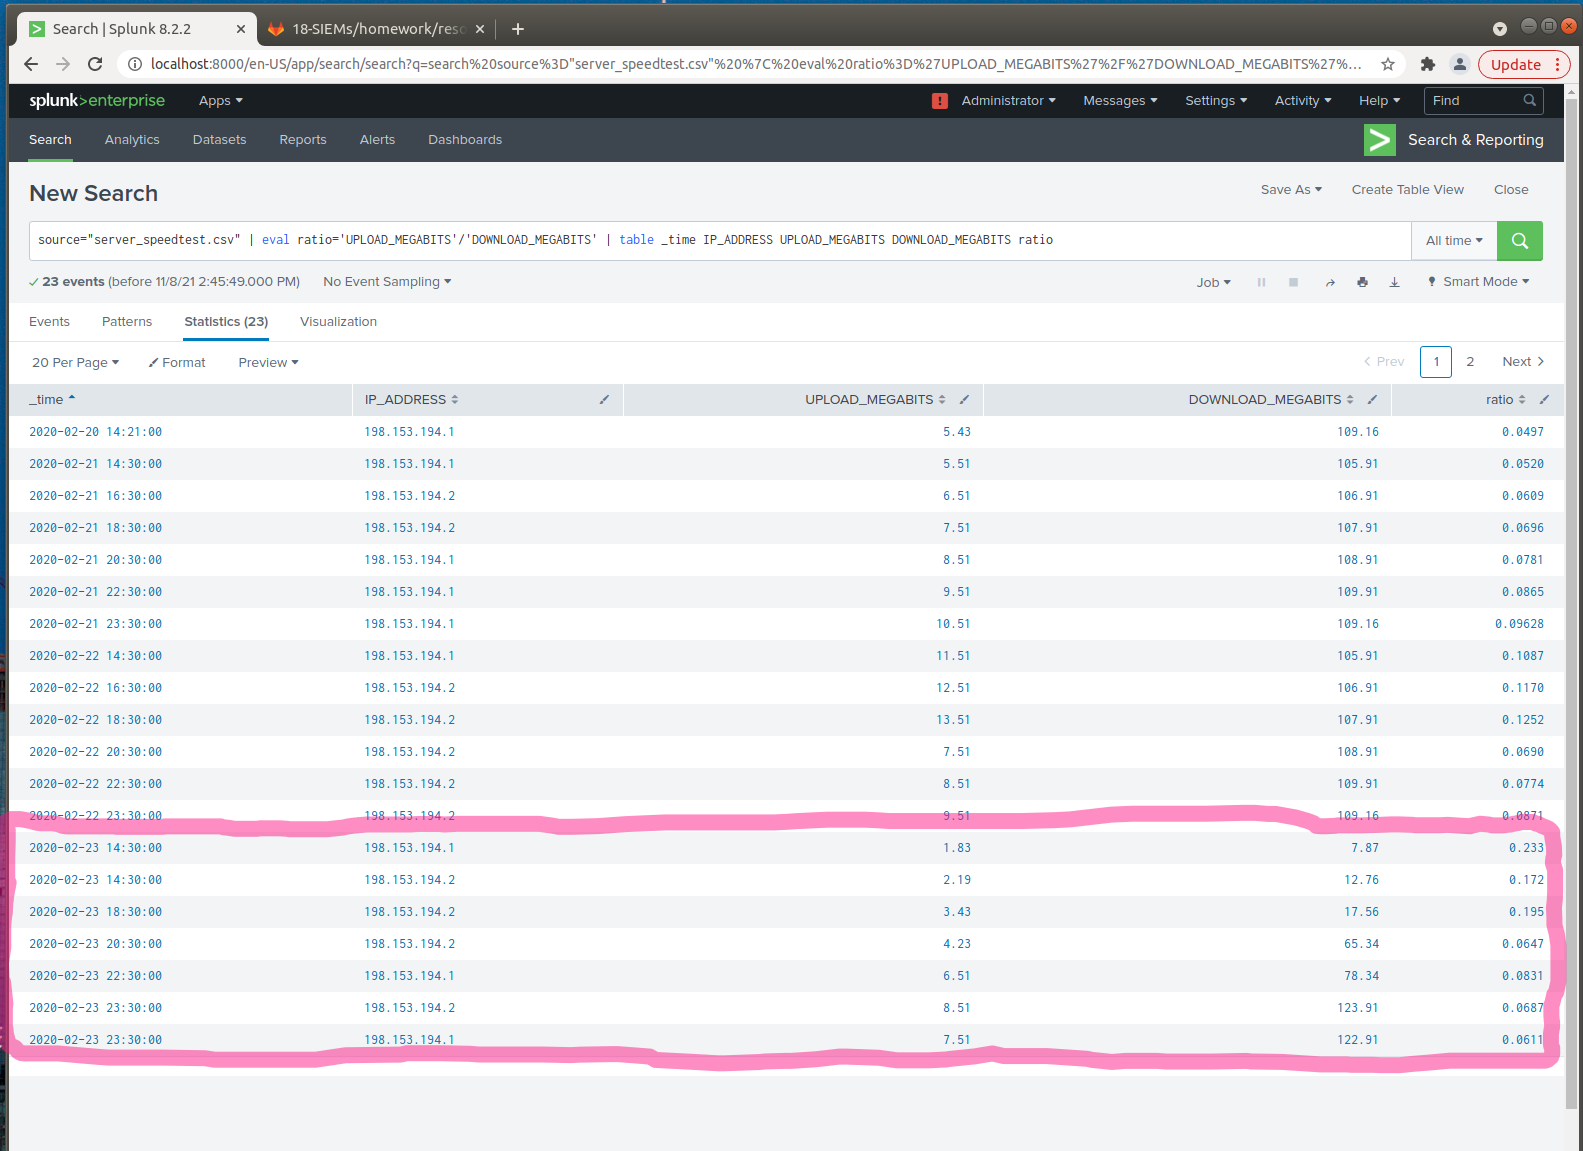 Search | Splunk 8.2.2
18-SIEMs/homework/reso
localhost:8000/en-US/app/search/search?q=search%20source%3D"server_speedtest.csv"%20%7C%20eval%20ratio%3D%27UPLOAD_MEGABITS%27%2F%27DOWNLOAD_MEGABITS%27%...
Update
splunk>enterprise Apps
! Administrator Messages Settings Activity Help Find
Search Analytics Datasets Reports Alerts Dashboards
Search & Reporting
New Search
Save As Create Table View Close
source="server_speedtest.csv" | eval ratio='UPLOAD_MEGABITS'/'DOWNLOAD_MEGABITS' | table _time IP_ADDRESS UPLOAD_MEGABITS DOWNLOAD_MEGABITS ratio
All time
23 events (before 11/8/21 2:45:49.000 PM) No Event Sampling
Job Smart Mode
Events Patterns Statistics (23) Visualization
20 Per Page Format Preview
< Prev 1 2 Next >
_time IP_ADDRESS UPLOAD_MEGABITS DOWNLOAD_MEGABITS ratio
2020-02-20 14:21:00 198.153.194.1 5.43 109.16 0.0497
2020-02-21 14:30:00 198.153.194.1 5.51 105.91 0.0520
2020-02-21 16:30:00 198.153.194.2 6.51 106.91 0.0609
2020-02-21 18:30:00 198.153.194.2 7.51 107.91 0.0696
2020-02-21 20:30:00 198.153.194.1 8.51 108.91 0.0781
2020-02-21 22:30:00 198.153.194.1 9.51 109.91 0.0865
2020-02-21 23:30:00 198.153.194.1 10.51 109.16 0.09628
2020-02-22 14:30:00 198.153.194.1 11.51 105.91 0.1087
2020-02-22 16:30:00 198.153.194.2 12.51 106.91 0.1170
2020-02-22 18:30:00 198.153.194.2 13.51 107.91 0.1252
2020-02-22 20:30:00 198.153.194.2 7.51 108.91 0.0690
2020-02-22 22:30:00 198.153.194.2 8.51 109.91 0.0774
2020-02-22 23:30:00 198.153.194.2 9.51 109.16 0.0871
2020-02-23 14:30:00 198.153.194.1 1.83 7.87 0.233
2020-02-23 14:30:00 198.153.194.2 2.19 12.76 0.172
2020-02-23 18:30:00 198.153.194.2 3.43 17.56 0.195
2020-02-23 20:30:00 198.153.194.2 4.23 65.34 0.0647
2020-02-23 22:30:00 198.153.194.1 6.51 78.34 0.0831
2020-02-23 23:30:00 198.153.194.2 8.51 123.91 0.0687
2020-02-23 23:30:00 198.153.194.1 7.51 122.91 0.0611